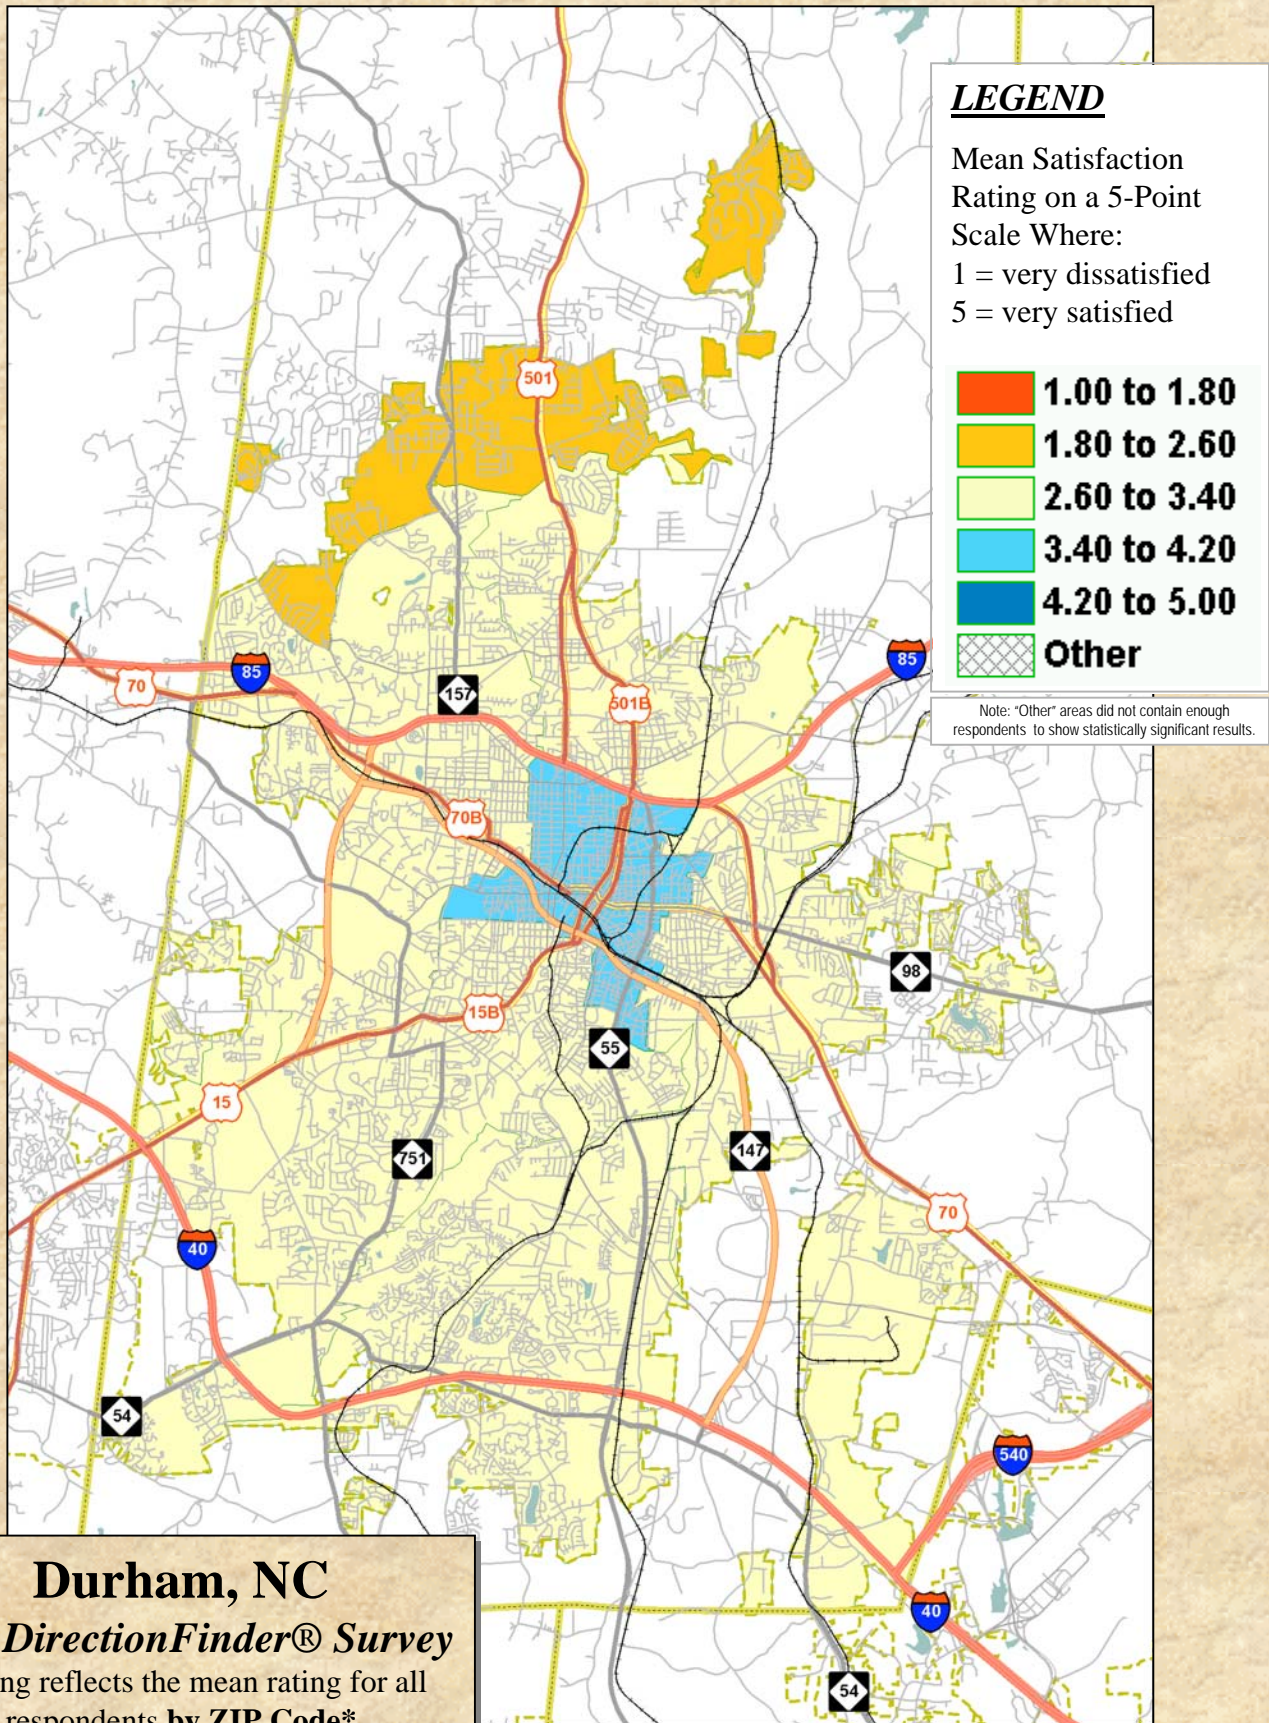 LEGEND
Mean Satisfaction
Rating on a 5-Point
Scale Where:
1 = very dissatisfied
5 = very satisfied
1.00 to 1.80
1.80 to 2.60
2.60 to 3.40
3.40 to 4.20
4.20 to 5.00
Other
Note: "Other" areas did not contain enough
respondents to show statistically significant results.
501
85
70
157
501B
85
70B
98
15B
55
15
751
147
70
40
54
540
40
54
Durham, NC
DirectionFinder® Survey
ng reflects the mean rating for all
respondents by ZIP Code*